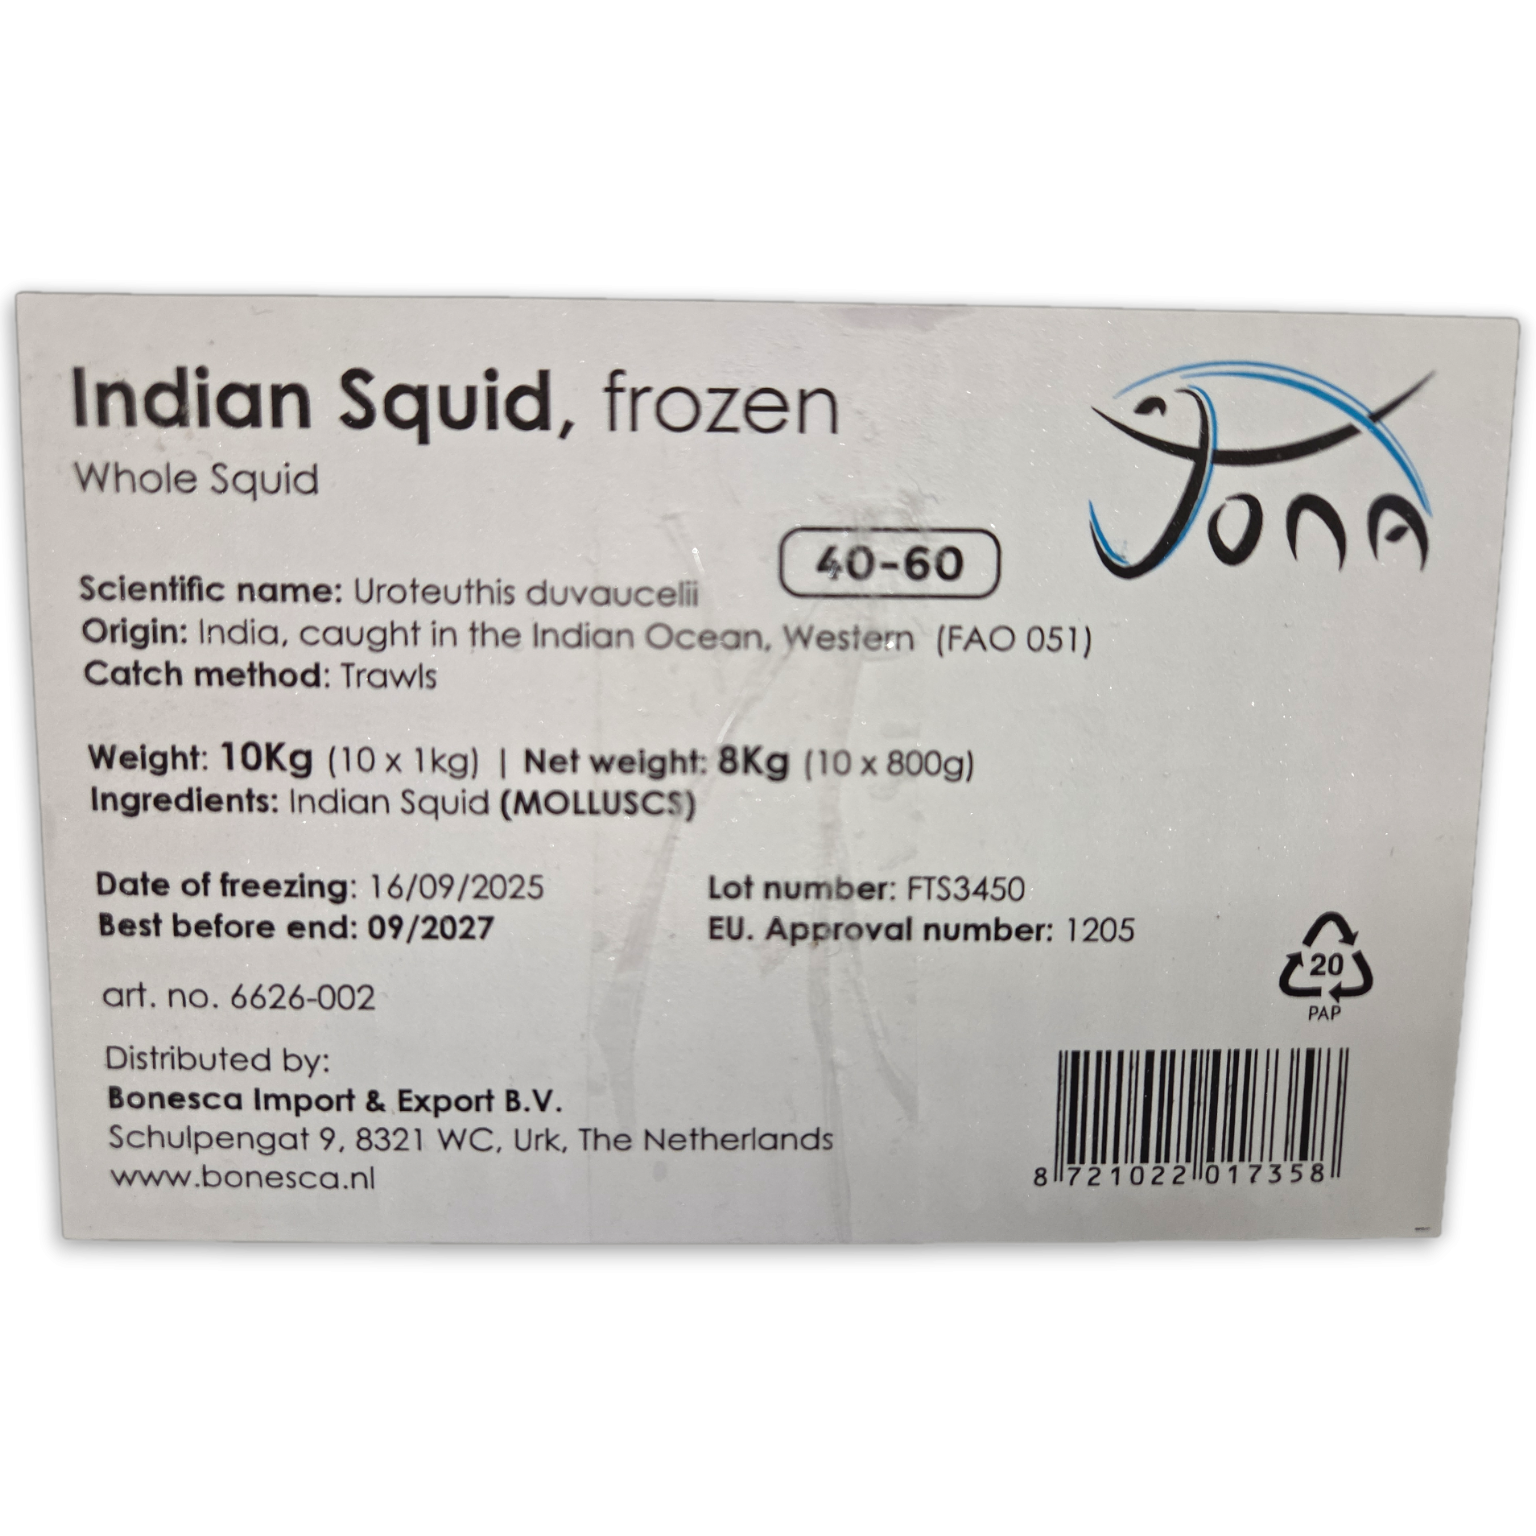 Indian Squid, frozen
Whole Squid
Jona
40-60
Scientific name: Uroteuthis duvaucelii
Origin: India, caught in the Indian Ocean, Western (FAO 051)
Catch method: Trawls
Weight: 10Kg (10 x 1kg) | Net weight: 8Kg (10 x 800g)
Ingredients: Indian Squid (MOLLUSCS)
Date of freezing: 16/09/2025
Best before end: 09/2027
Lot number: FTS3450
EU. Approval number: 1205
art. no. 6626-002
Distributed by:
Bonesca Import & Export B.V.
Schulpengat 9, 8321 WC, Urk, The Netherlands
www.bonesca.nl
20
PAP
8 721022 017358